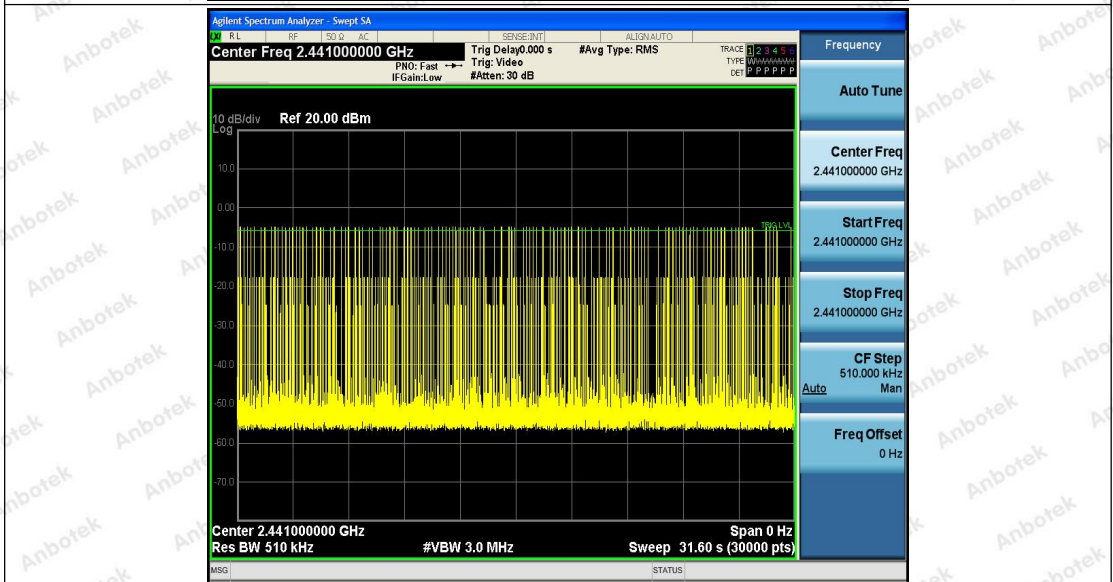 Agilent Spectrum Analyzer - Swept SA
LXI RL RF 50 Ω AC SENSE:INT ALIGN AUTO
Center Freq 2.441000000 GHz
PNO: Fast
IFGain:Low
Trig Delay0.000 s
Trig: Video
#Atten: 30 dB
#Avg Type: RMS
TRACE 1 2 3 4 5 6
TYPE
DET P P P P P P
10 dB/div
Log
Ref 20.00 dBm
10.0
0.00
-10.0
-20.0
-30.0
-40.0
-50.0
-60.0
-70.0
TRIG LVL
Center 2.441000000 GHz
Span 0 Hz
Res BW 510 kHz
#VBW 3.0 MHz
Sweep 31.60 s (30000 pts)
MSG
STATUS
Frequency
Auto Tune
Center Freq
2.441000000 GHz
Start Freq
2.441000000 GHz
Stop Freq
2.441000000 GHz
CF Step
510.000 kHz
Auto Man
Freq Offset
0 Hz
Anbotek